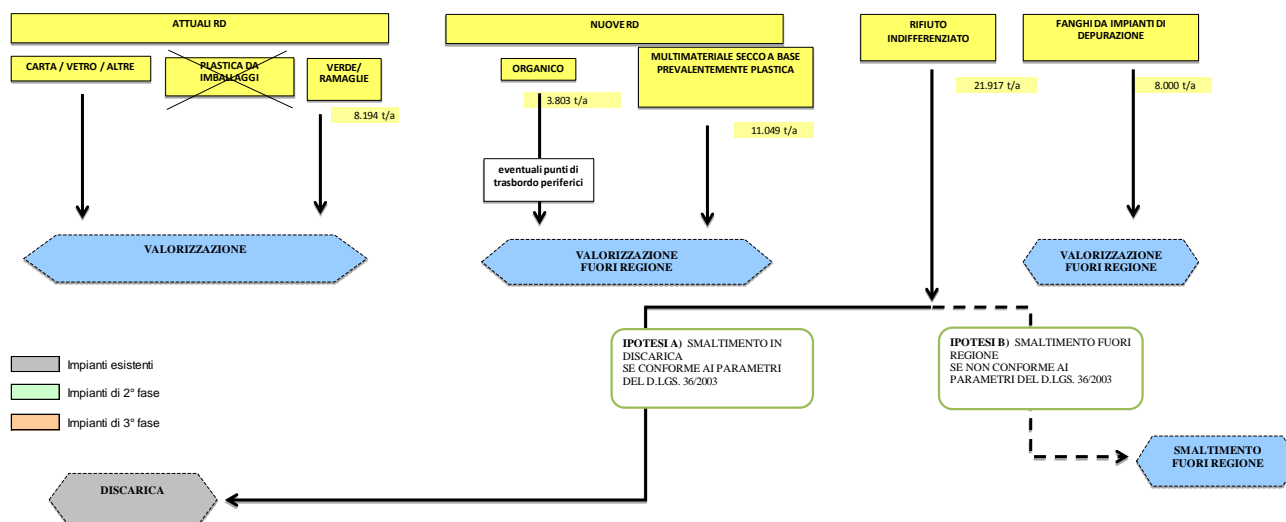 ATTUALI RD
CARTA / VETRO / ALTRE
PLASTICA DA
IMBALLAGGI
VERDE/
RAMAGLIE
8.194 t/a
VALORIZZAZIONE
NUOVE RD
ORGANICO
MULTIMATERIALE SECCO A BASE
PREVALENTEMENTE PLASTICA
3.803 t/a
11.049 t/a
eventuali punti di
trasbordo periferici
VALORIZZAZIONE
FUORI REGIONE
RIFIUTO
INDIFFERENZIATO
21.917 t/a
FANGHI DA IMPIANTI DI
DEPURAZIONE
8.000 t/a
VALORIZZAZIONE
FUORI REGIONE
IPOTESI A) SMALTIMENTO IN
DISCARICA
SE CONFORME AI PARAMETRI
DEL D.LGS. 36/2003
IPOTESI B) SMALTIMENTO FUORI
REGIONE
SE NON CONFORME AI
PARAMETRI DEL D.LGS. 36/2003
Impianti esistenti
Impianti di 2° fase
Impianti di 3° fase
DISCARICA
SMALTIMENTO
FUORI REGIONE